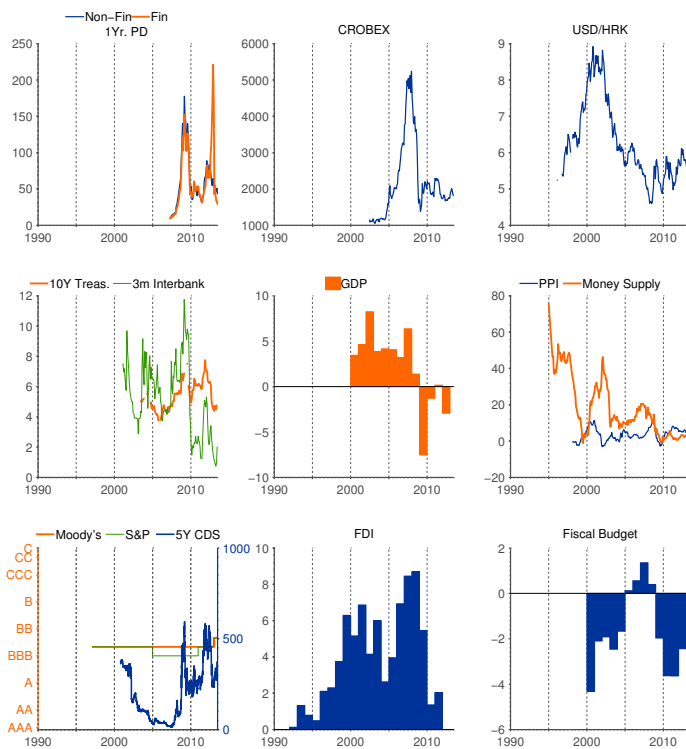 Non-Fin Fin
1Yr. PD
250
200
150
100
50
0
1990 2000 2010
CROBEX
6000
5000
4000
3000
2000
1000
1990 2000 2010
USD/HRK
9
8
7
6
5
4
1990 2000 2010
10Y Treas. 3m Interbank
12
10
8
6
4
2
0
1990 2000 2010
GDP
10
5
0
−5
−10
1990 2000 2010
PPI Money Supply
80
60
40
20
0
−20
1990 2000 2010
Moody's S&P 5Y CDS
C
CC
CCC
B
BB
BBB
A
AA
AAA
1000
500
0
1990 2000 2010
FDI
10
8
6
4
2
0
1990 2000 2010
Fiscal Budget
2
0
−2
−4
−6
1990 2000 2010